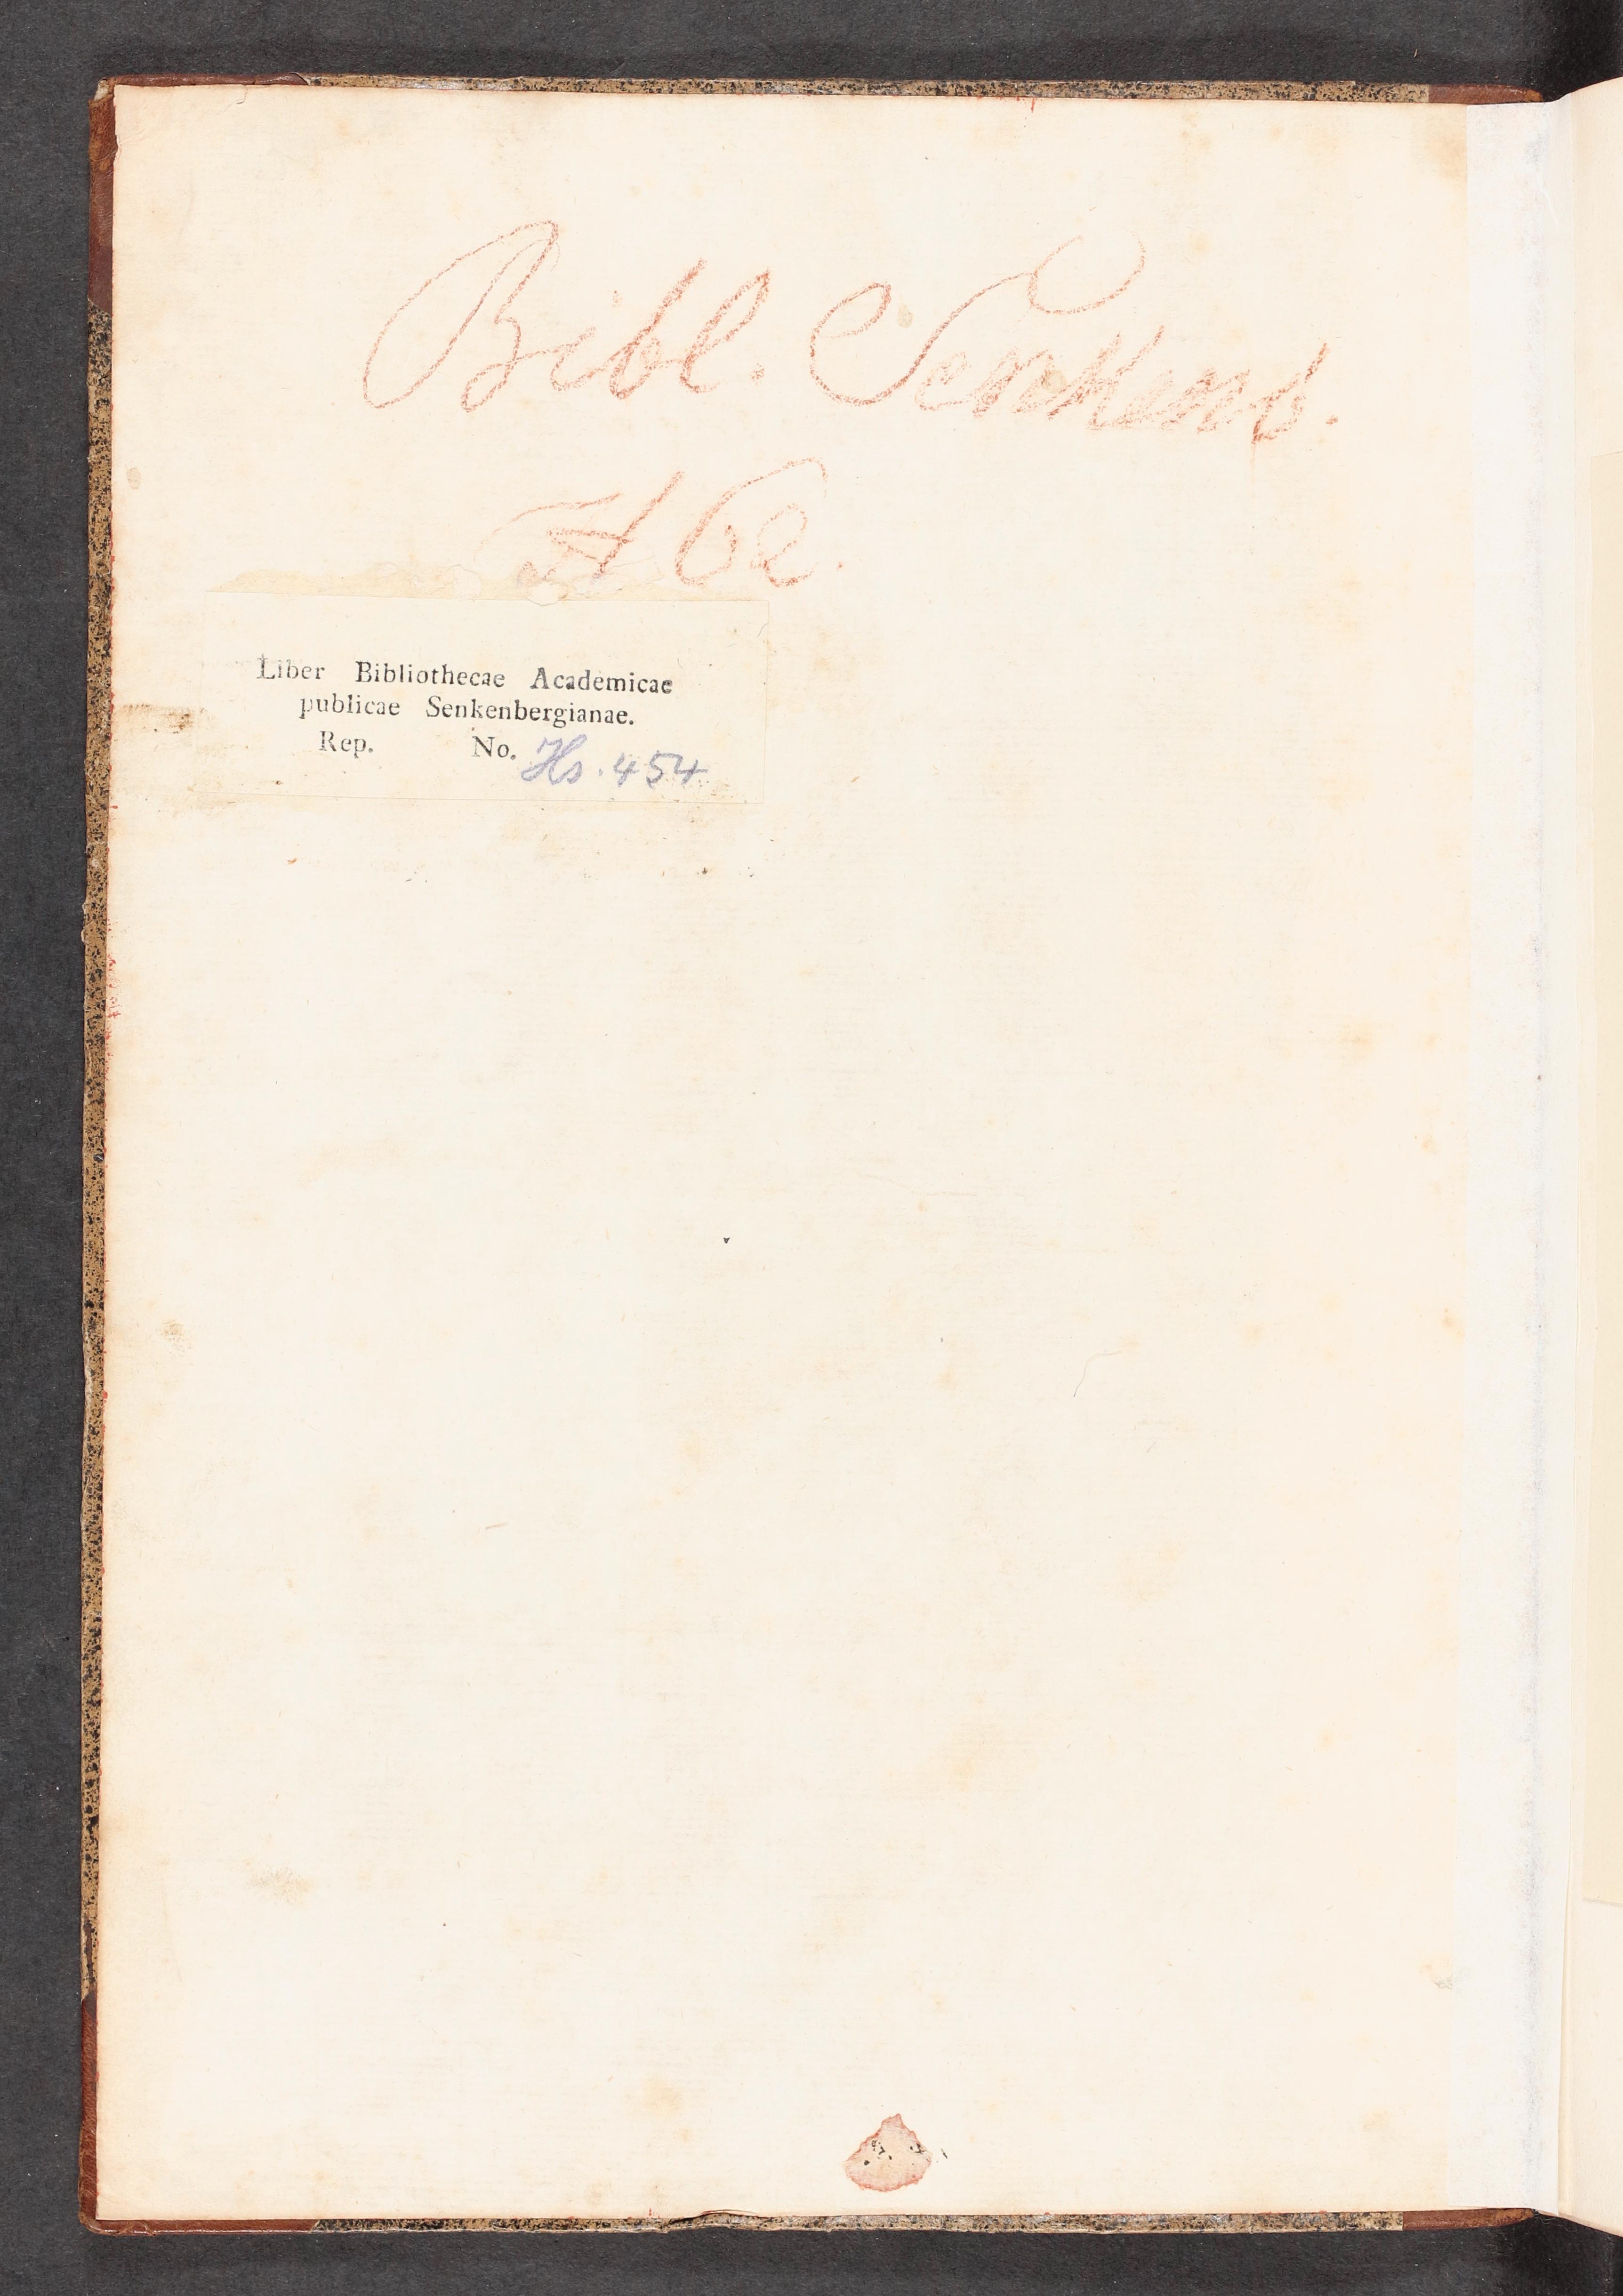 Bibl. Senkenb.
Liber Bibliothecae Academicae
publicae Senkenbergianae.
Rep. No. Hs. 454